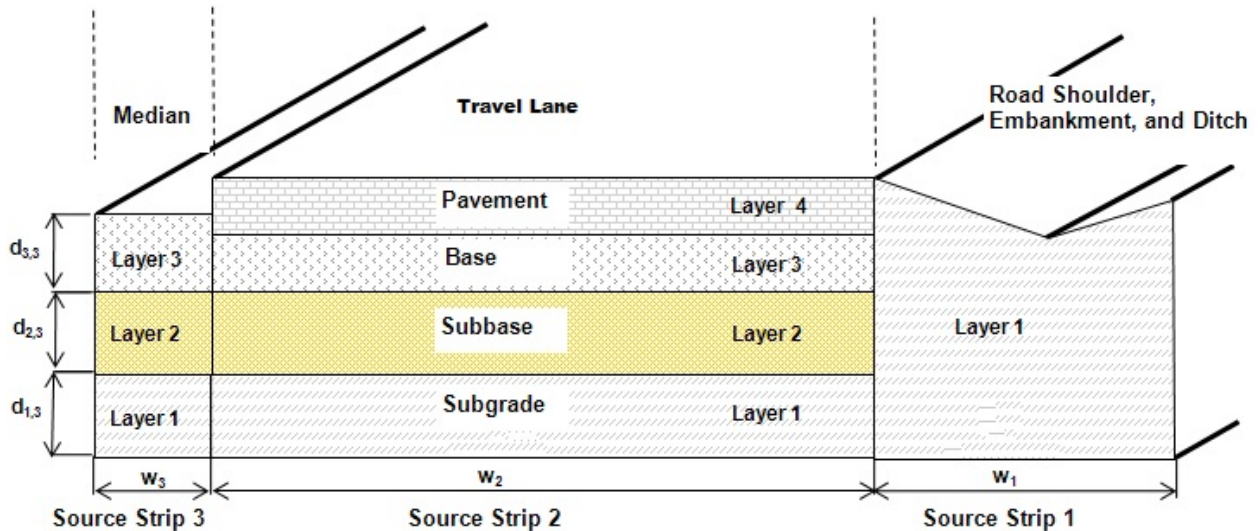 Median
Travel Lane
Road Shoulder,
Embankment, and Ditch
Pavement
Layer 4
d3,3
Layer 3
Base
Layer 3
d2,3
Layer 2
Subbase
Layer 2
Layer 1
d1,3
Layer 1
Subgrade
Layer 1
w3
w2
w1
Source Strip 3
Source Strip 2
Source Strip 1